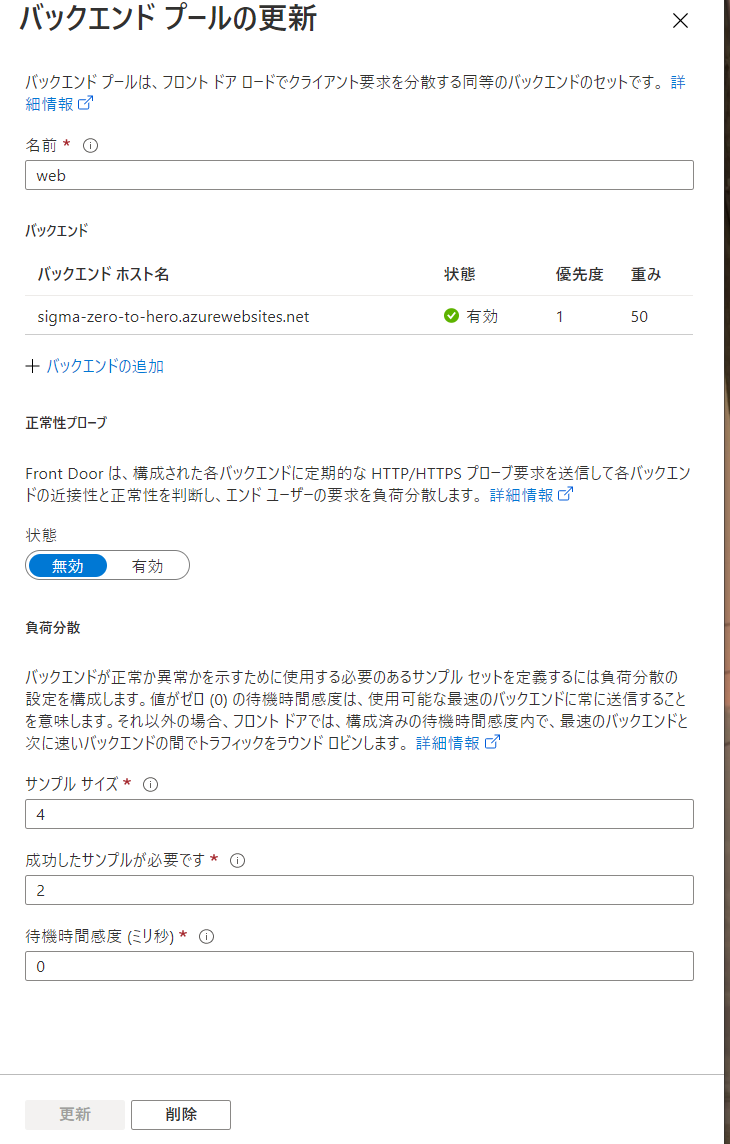 バックエンド プールの更新
バックエンド プールは、フロント ドア ロードでクライアント要求を分散する同等のバックエンドのセットです。 詳
細情報
名前 *
web
バックエンド
バックエンド ホスト名 状態 優先度 重み
sigma-zero-to-hero.azurewebsites.net 有効 1 50
+ バックエンドの追加
正常性プローブ
Front Door は、構成された各バックエンドに定期的な HTTP/HTTPS プローブ要求を送信して各バックエン
ドの近接性と正常性を判断し、エンド ユーザーの要求を負荷分散します。 詳細情報
状態
無効 有効
負荷分散
バックエンドが正常か異常かを示すために使用する必要のあるサンプル セットを定義するには負荷分散の
設定を構成します。値がゼロ (0) の待機時間感度は、使用可能な最速のバックエンドに常に送信すること
を意味します。それ以外の場合、フロント ドアでは、構成済みの待機時間感度内で、最速のバックエンドと
次に速いバックエンドの間でトラフィックをラウンド ロビンします。 詳細情報
サンプル サイズ *
4
成功したサンプルが必要です *
2
待機時間感度 (ミリ秒) *
0
更新 削除